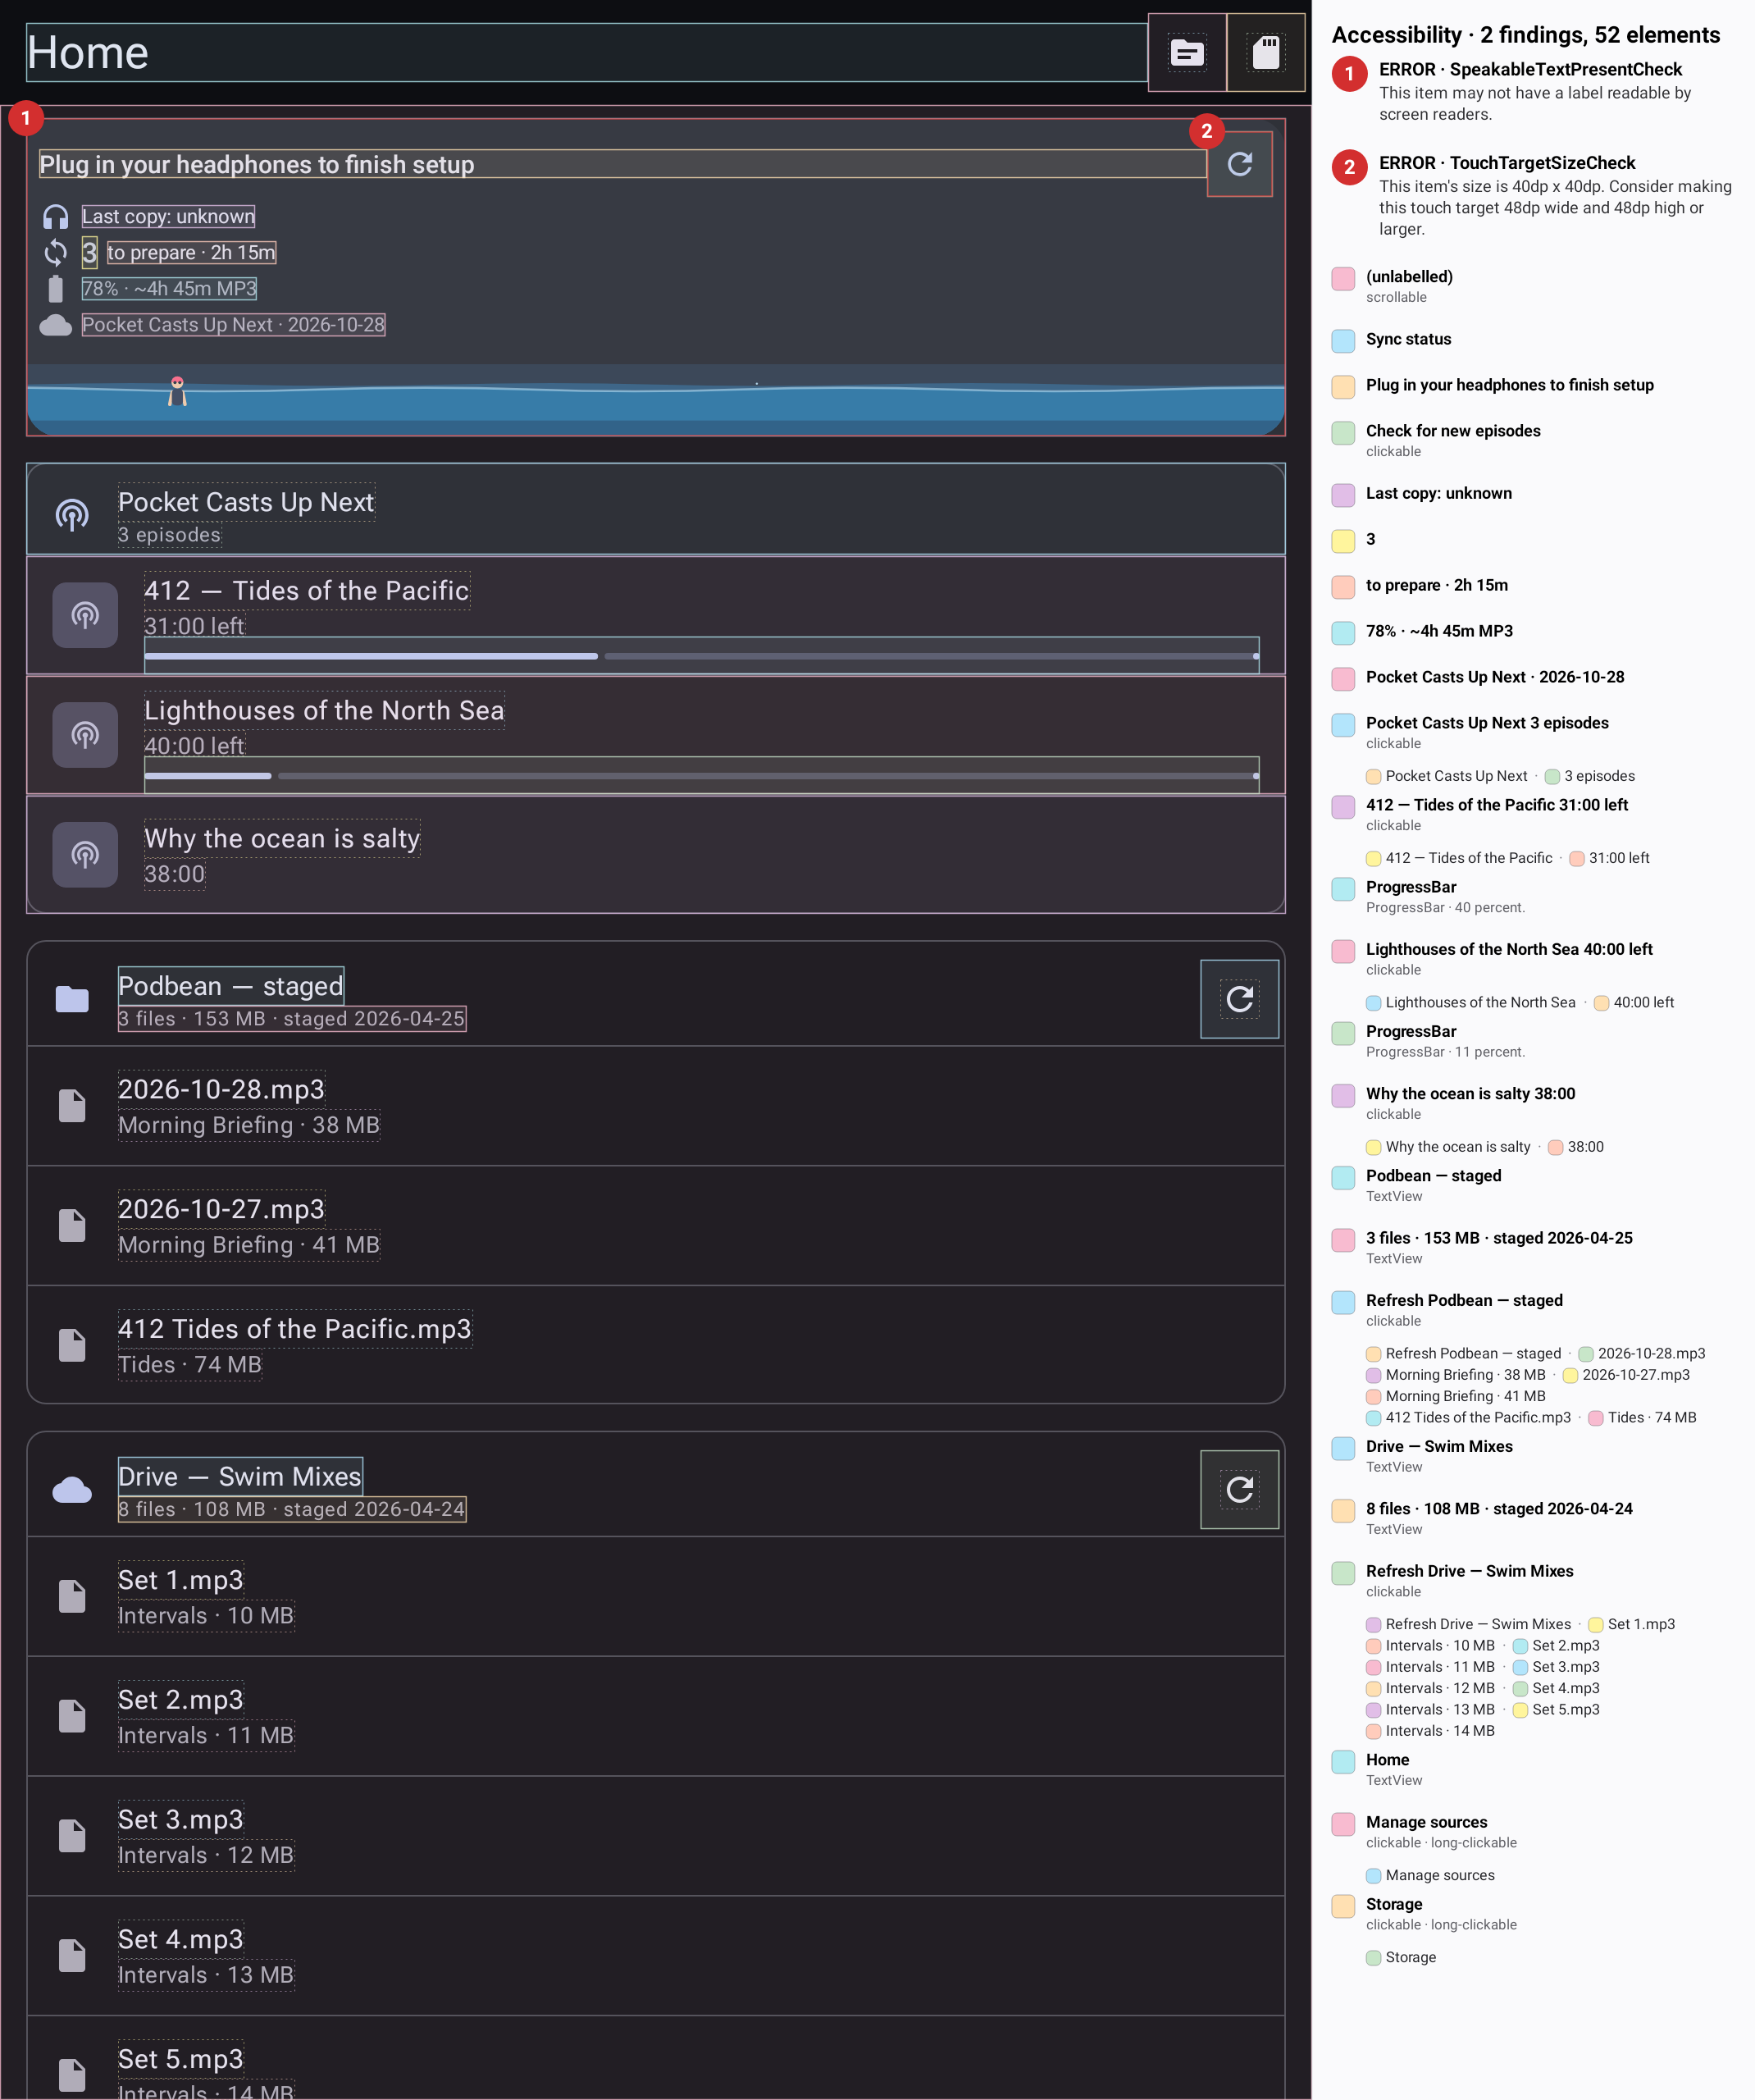 Home
1
Plug in your headphones to finish setup
2
Last copy: unknown
3 to prepare · 2h 15m
78% · ~4h 45m MP3
Pocket Casts Up Next · 2026-10-28
Pocket Casts Up Next
3 episodes
412 — Tides of the Pacific
31:00 left
Lighthouses of the North Sea
40:00 left
Why the ocean is salty
38:00
Podbean — staged
3 files · 153 MB · staged 2026-04-25
2026-10-28.mp3
Morning Briefing · 38 MB
2026-10-27.mp3
Morning Briefing · 41 MB
412 Tides of the Pacific.mp3
Tides · 74 MB
Drive — Swim Mixes
8 files · 108 MB · staged 2026-04-24
Set 1.mp3
Intervals · 10 MB
Set 2.mp3
Intervals · 11 MB
Set 3.mp3
Intervals · 12 MB
Set 4.mp3
Intervals · 13 MB
Set 5.mp3
Intervals · 14 MB
Accessibility · 2 findings, 52 elements
1 ERROR · SpeakableTextPresentCheck
This item may not have a label readable by
screen readers.
2 ERROR · TouchTargetSizeCheck
This item's size is 40dp x 40dp. Consider making
this touch target 48dp wide and 48dp high or
larger.
(unlabelled)
scrollable
Sync status
Plug in your headphones to finish setup
Check for new episodes
clickable
Last copy: unknown
3
to prepare · 2h 15m
78% · ~4h 45m MP3
Pocket Casts Up Next · 2026-10-28
Pocket Casts Up Next 3 episodes
clickable
Pocket Casts Up Next · 3 episodes
412 — Tides of the Pacific 31:00 left
clickable
412 — Tides of the Pacific · 31:00 left
ProgressBar
ProgressBar · 40 percent.
Lighthouses of the North Sea 40:00 left
clickable
Lighthouses of the North Sea · 40:00 left
ProgressBar
ProgressBar · 11 percent.
Why the ocean is salty 38:00
clickable
Why the ocean is salty · 38:00
Podbean — staged
TextView
3 files · 153 MB · staged 2026-04-25
TextView
Refresh Podbean — staged
clickable
Refresh Podbean — staged · 2026-10-28.mp3
Morning Briefing · 38 MB · 2026-10-27.mp3
Morning Briefing · 41 MB
412 Tides of the Pacific.mp3 · Tides · 74 MB
Drive — Swim Mixes
TextView
8 files · 108 MB · staged 2026-04-24
TextView
Refresh Drive — Swim Mixes
clickable
Refresh Drive — Swim Mixes · Set 1.mp3
Intervals · 10 MB · Set 2.mp3
Intervals · 11 MB · Set 3.mp3
Intervals · 12 MB · Set 4.mp3
Intervals · 13 MB · Set 5.mp3
Intervals · 14 MB
Home
TextView
Manage sources
clickable · long-clickable
Manage sources
Storage
clickable · long-clickable
Storage